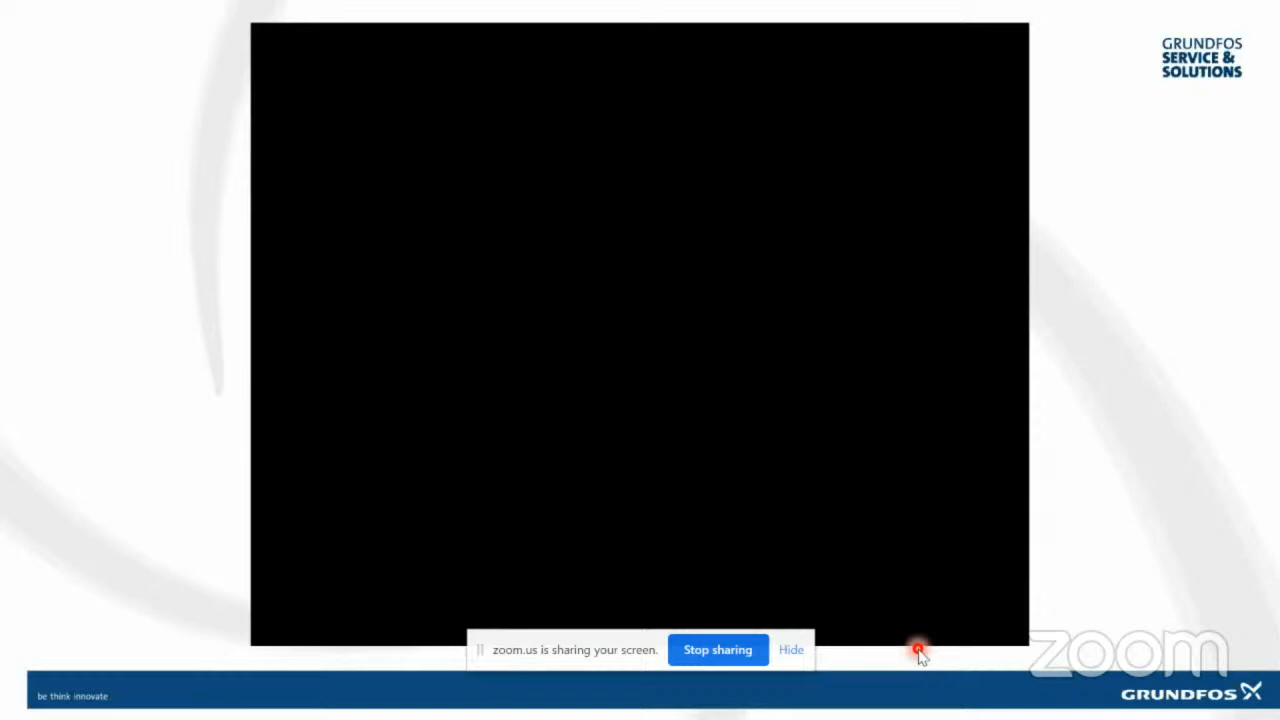 GRUNDFOS
SERVICE &
SOLUTIONS
zoom.us is sharing your screen. Stop sharing Hide
zoom
be think innovate
GRUNDFOS